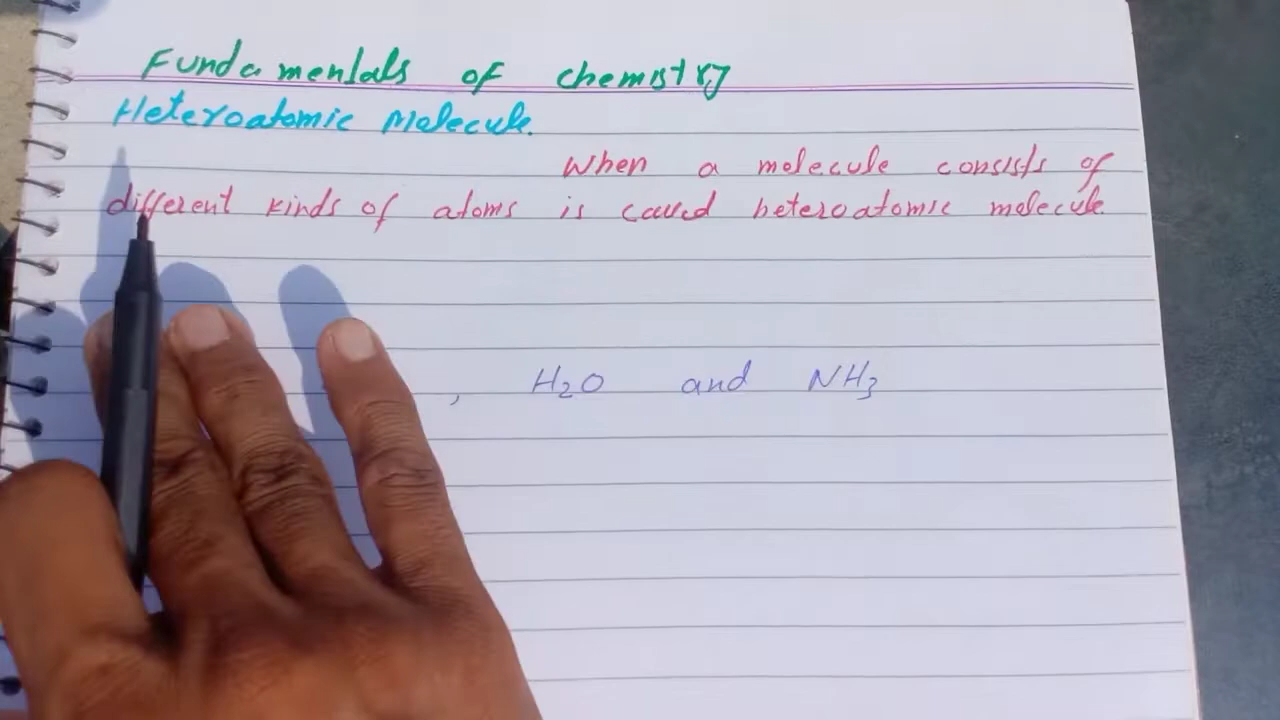 Fundamentals of chemistry
Heteroatomic Molecule.
When a molecule consists of
different kinds of atoms is called heteroatomic molecule.
, H2O and NH3